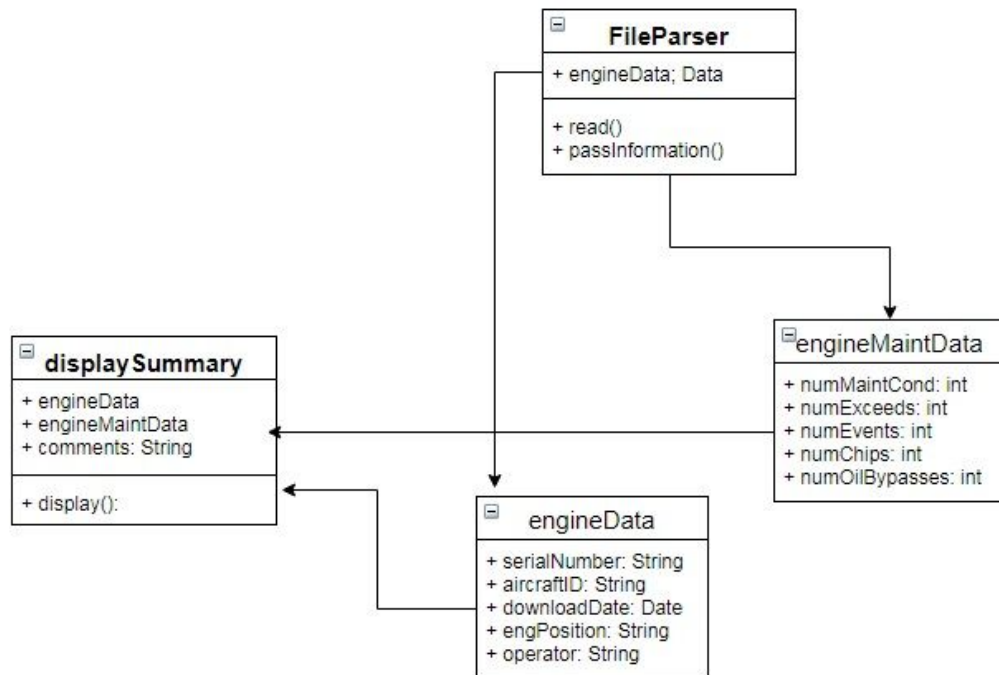 FileParser
+ engineData; Data
+ read()
+ passInformation()
engineMaintData
+ numMaintCond: int
+ numExceeds: int
+ numEvents: int
+ numChips: int
+ numOilBypasses: int
displaySummary
+ engineData
+ engineMaintData
+ comments: String
+ display():
engineData
+ serialNumber: String
+ aircraftID: String
+ downloadDate: Date
+ engPosition: String
+ operator: String